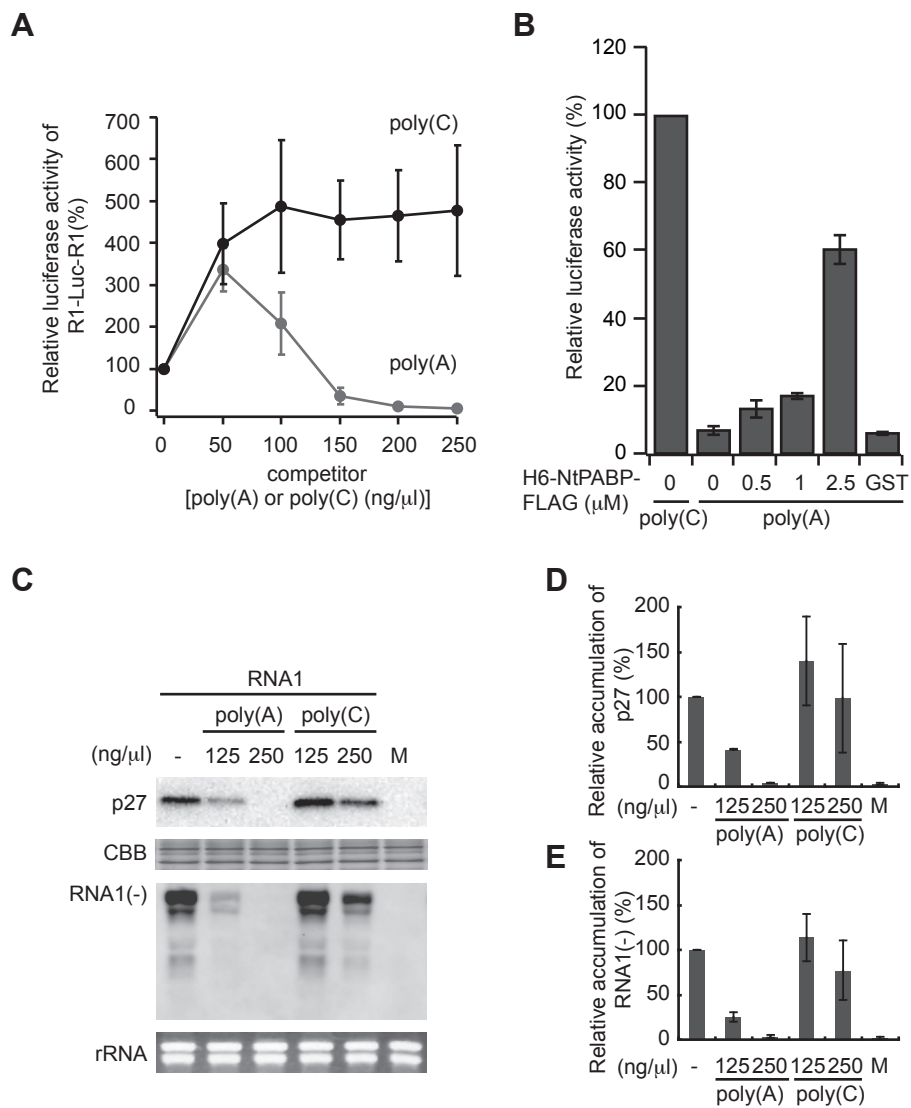 A
Relative luciferase activity of
R1-Luc-R1(%)
700
600
500
400
300
200
100
0
poly(C)
poly(A)
0 50 100 150 200 250
competitor
[poly(A) or poly(C) (ng/µl)]
B
Relative luciferase activity (%)
120
100
80
60
40
20
0
H6-NtPABP-
FLAG (µM)
0 0 0.5 1 2.5 GST
poly(C) poly(A)
C
RNA1
poly(A) poly(C)
(ng/µl) - 125 250 125 250 M
p27
CBB
RNA1(-)
rRNA
D
Relative accumulation of
p27 (%)
200
150
100
50
0
(ng/µl) - 125 250 125 250 M
poly(A) poly(C)
E
Relative accumulation of
RNA1(-) (%)
200
150
100
50
0
(ng/µl) - 125 250 125 250 M
poly(A) poly(C)